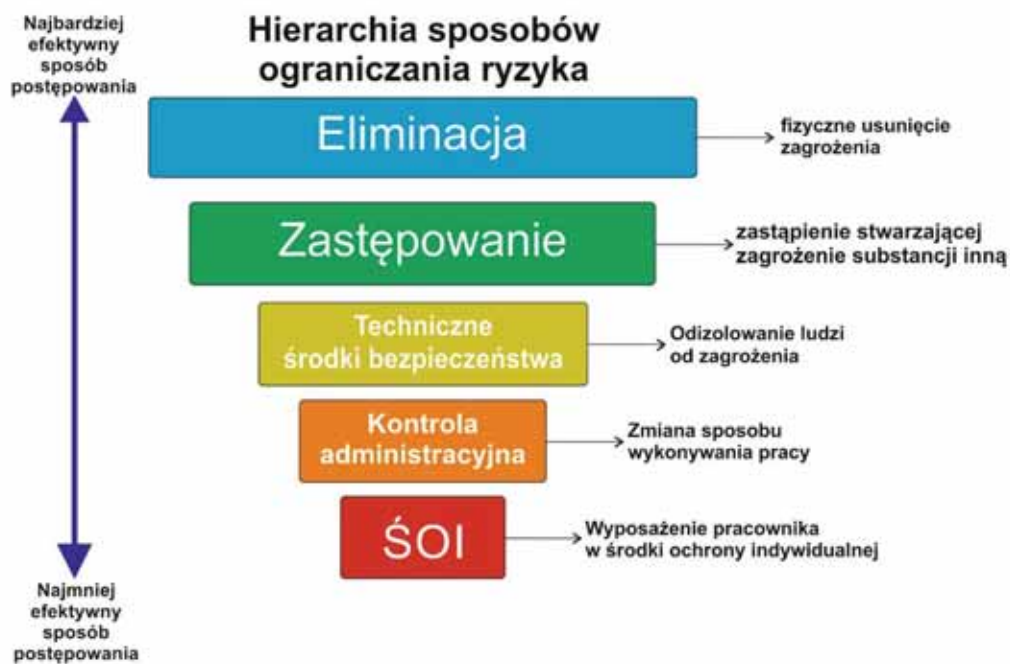 Najbardziej
efektywny
sposób
postępowania
Hierarchia sposobów
ograniczania ryzyka
Eliminacja
fizyczne usunięcie
zagrożenia
Zastępowanie
zastąpienie stwarzającej
zagrożenie substancji inną
Techniczne
środki bezpieczeństwa
Odizolowanie ludzi
od zagrożenia
Kontrola
administracyjna
Zmiana sposobu
wykonywania pracy
ŚOI
Wyposażenie pracownika
w środki ochrony indywidualnej
Najmniej
efektywny
sposób
postępowania